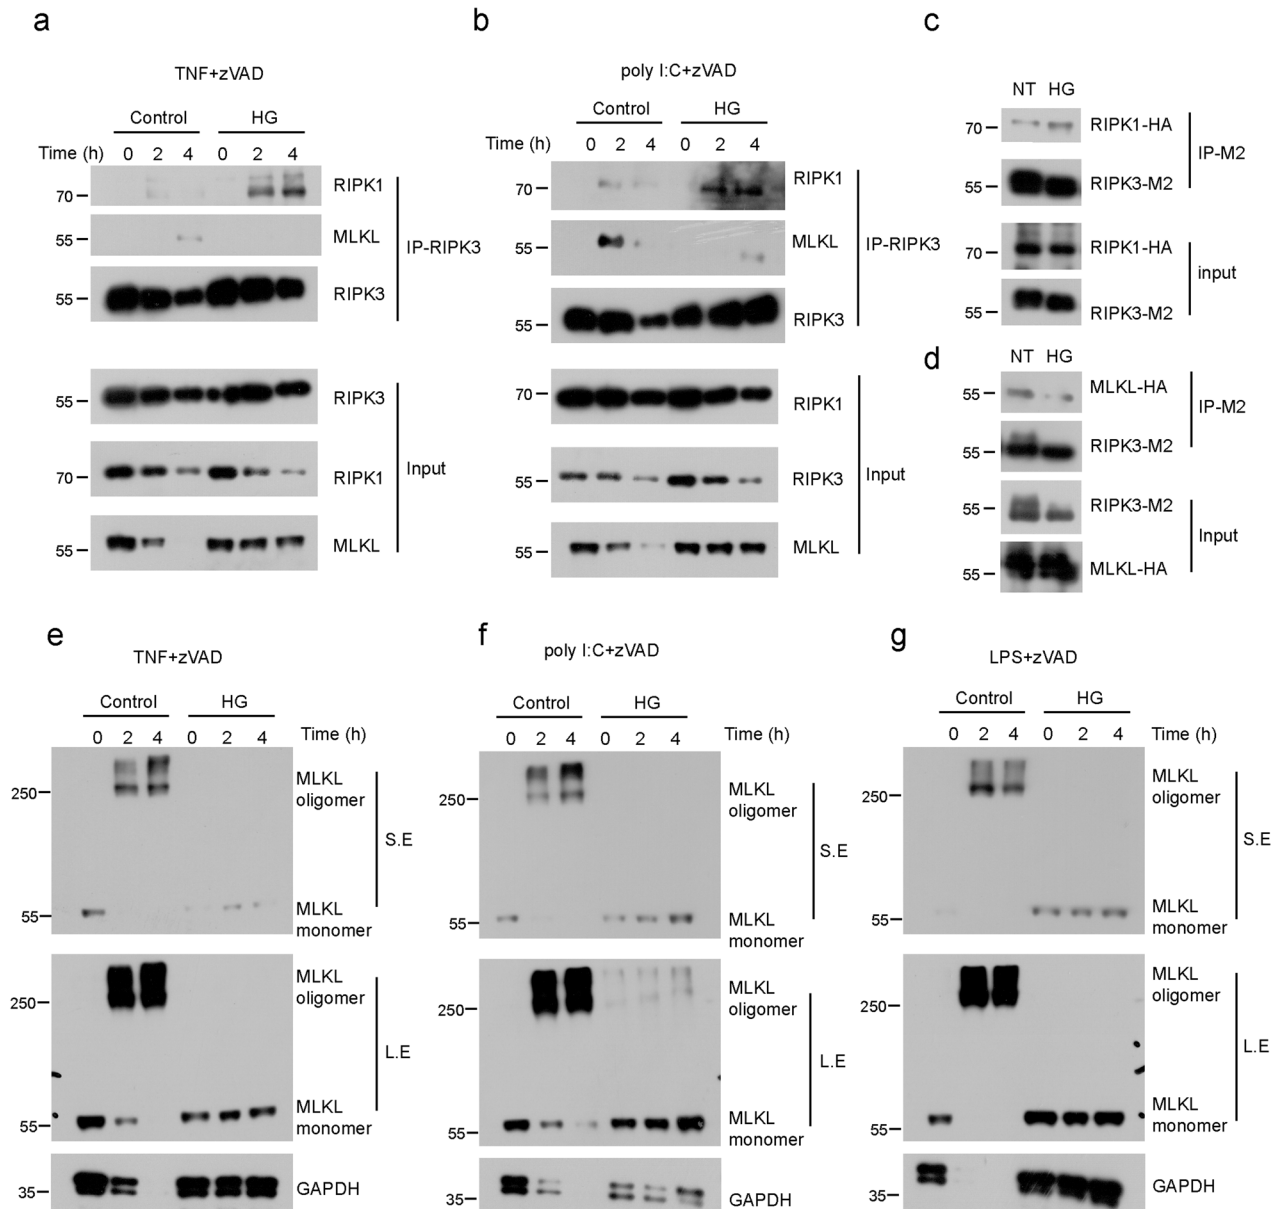 a
TNF+zVAD
Control HG
Time (h) 0 2 4 0 2 4
70 RIPK1
55 MLKL
55 RIPK3
IP-RIPK3
55 RIPK3
70 RIPK1
55 MLKL
Input
b
poly I:C+zVAD
Control HG
Time (h) 0 2 4 0 2 4
70 RIPK1
55 MLKL
55 RIPK3
IP-RIPK3
70 RIPK1
55 RIPK3
55 MLKL
Input
c
NT HG
70 RIPK1-HA
55 RIPK3-M2
IP-M2
70 RIPK1-HA
55 RIPK3-M2
input
d
NT HG
55 MLKL-HA
55 RIPK3-M2
IP-M2
55 RIPK3-M2
55 MLKL-HA
Input
e
TNF+zVAD
Control HG
0 2 4 0 2 4 Time (h)
250 MLKL
oligomer
S.E
55 MLKL
monomer
250 MLKL
oligomer
L.E
55 MLKL
monomer
35 GAPDH
f
poly I:C+zVAD
Control HG
0 2 4 0 2 4 Time (h)
250 MLKL
oligomer
S.E
55 MLKL
monomer
250 MLKL
oligomer
L.E
55 MLKL
monomer
35 GAPDH
g
LPS+zVAD
Control HG
0 2 4 0 2 4 Time (h)
250 MLKL
oligomer
S.E
55 MLKL
monomer
250 MLKL
oligomer
L.E
55 MLKL
monomer
35 GAPDH